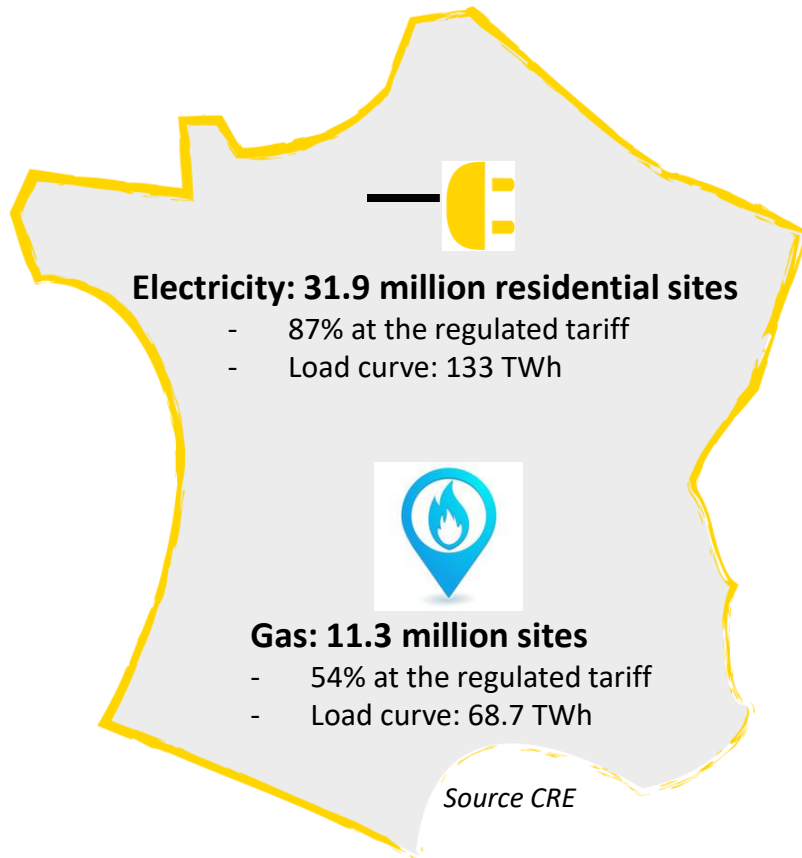 Electricity: 31.9 million residential sites
- 87% at the regulated tariff
- Load curve: 133 TWh
Gas: 11.3 million sites
- 54% at the regulated tariff
- Load curve: 68.7 TWh
Source CRE